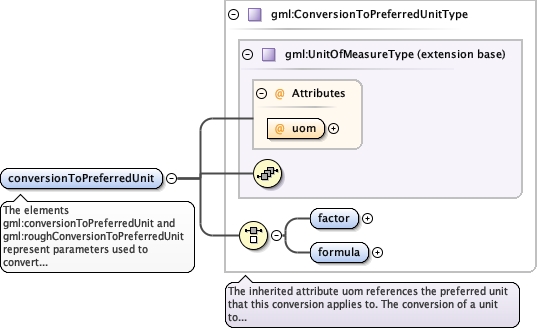 gml:ConversionToPreferredUnitType
gml:UnitOfMeasureType (extension base)
@ Attributes
@ uom
conversionToPreferredUnit
The elements
gml:conversionToPreferredUnit and
gml:roughConversionToPreferredUnit
represent parameters used to
convert...
factor
formula
The inherited attribute uom references the preferred unit
that this conversion applies to. The conversion of a unit
to...